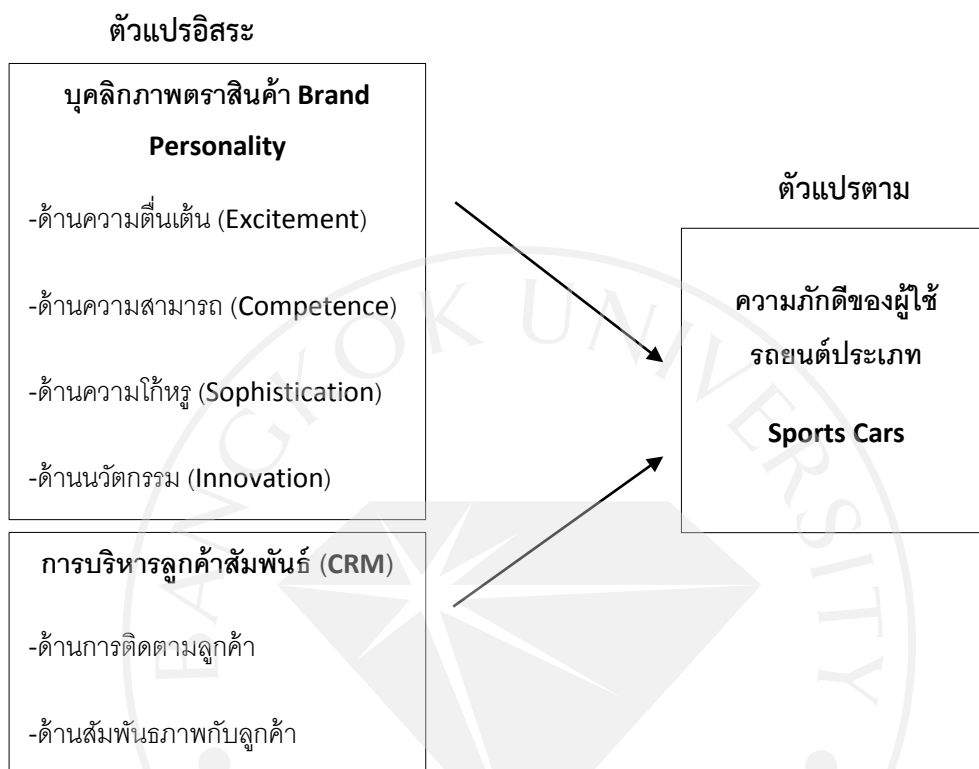 ตัวแปรอิสระ
บุคลิกภาพตราสินค้า Brand
Personality
-ด้านความตื่นเต้น (Excitement)
-ด้านความสามารถ (Competence)
-ด้านความโก้หรู (Sophistication)
-ด้านนวัตกรรม (Innovation)
การบริหารลูกค้าสัมพันธ์ (CRM)
-ด้านการติดตามลูกค้า
-ด้านสัมพันธภาพกับลูกค้า
ตัวแปรตาม
ความภักดีของผู้ใช้
รถยนต์ประเภท
Sports Cars
BANGKOK UNIVERSITY